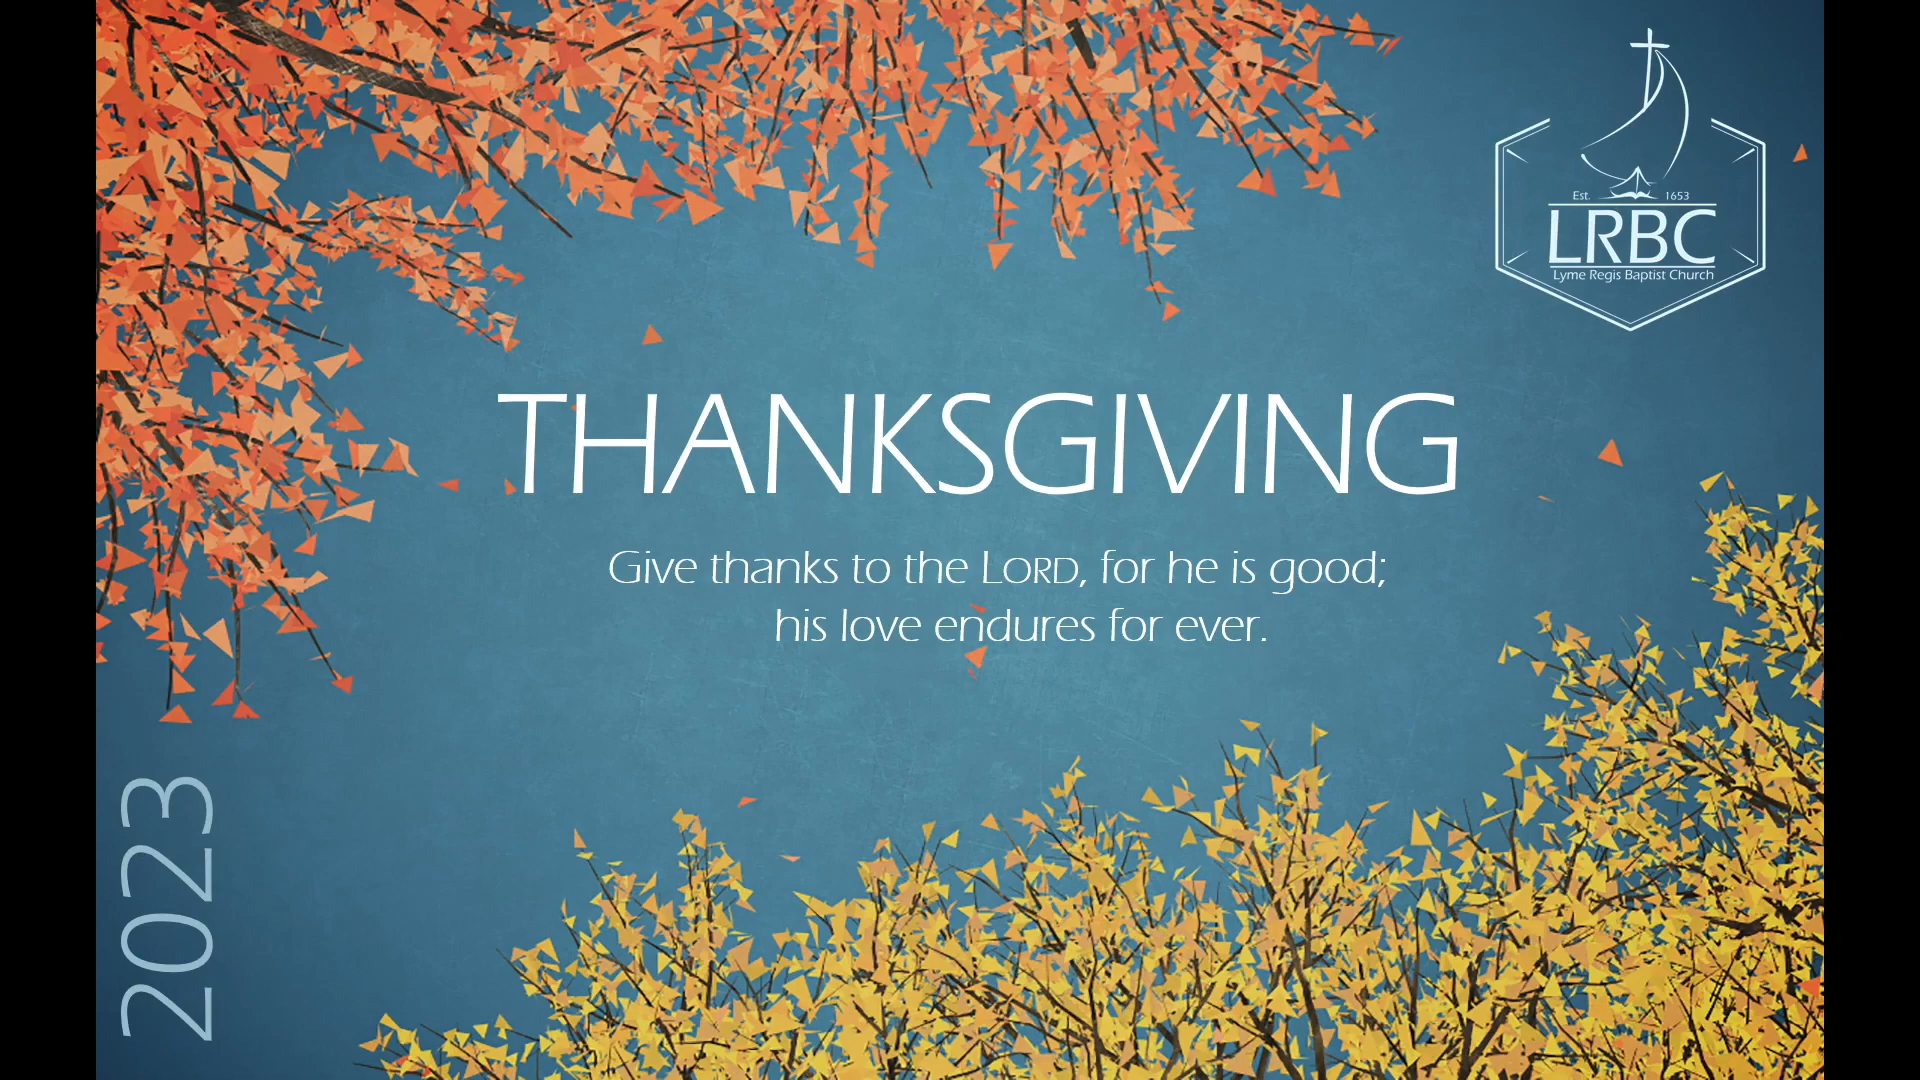 Est. 1653
LRBC
Lyme Regis Baptist Church
THANKSGIVING
Give thanks to the LORD, for he is good;
his love endures for ever.
2023